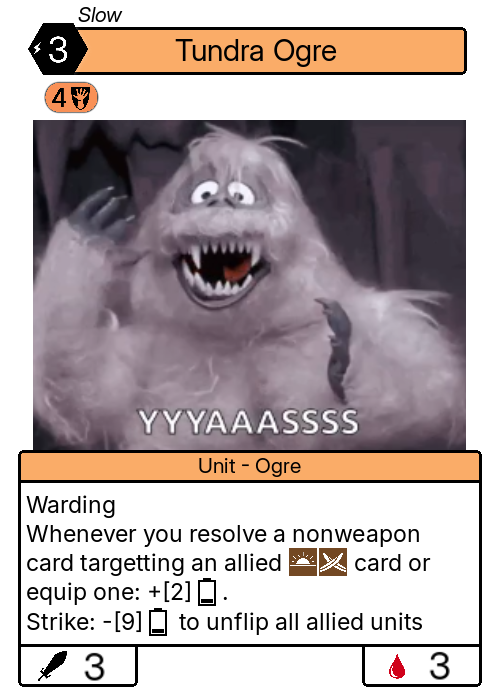 Slow
3
Tundra Ogre
4
YYYAAASSSS
Unit - Ogre
Warding
Whenever you resolve a nonweapon
card targetting an allied card or
equip one: +[2] .
Strike: -[9] to unflip all allied units
3
3